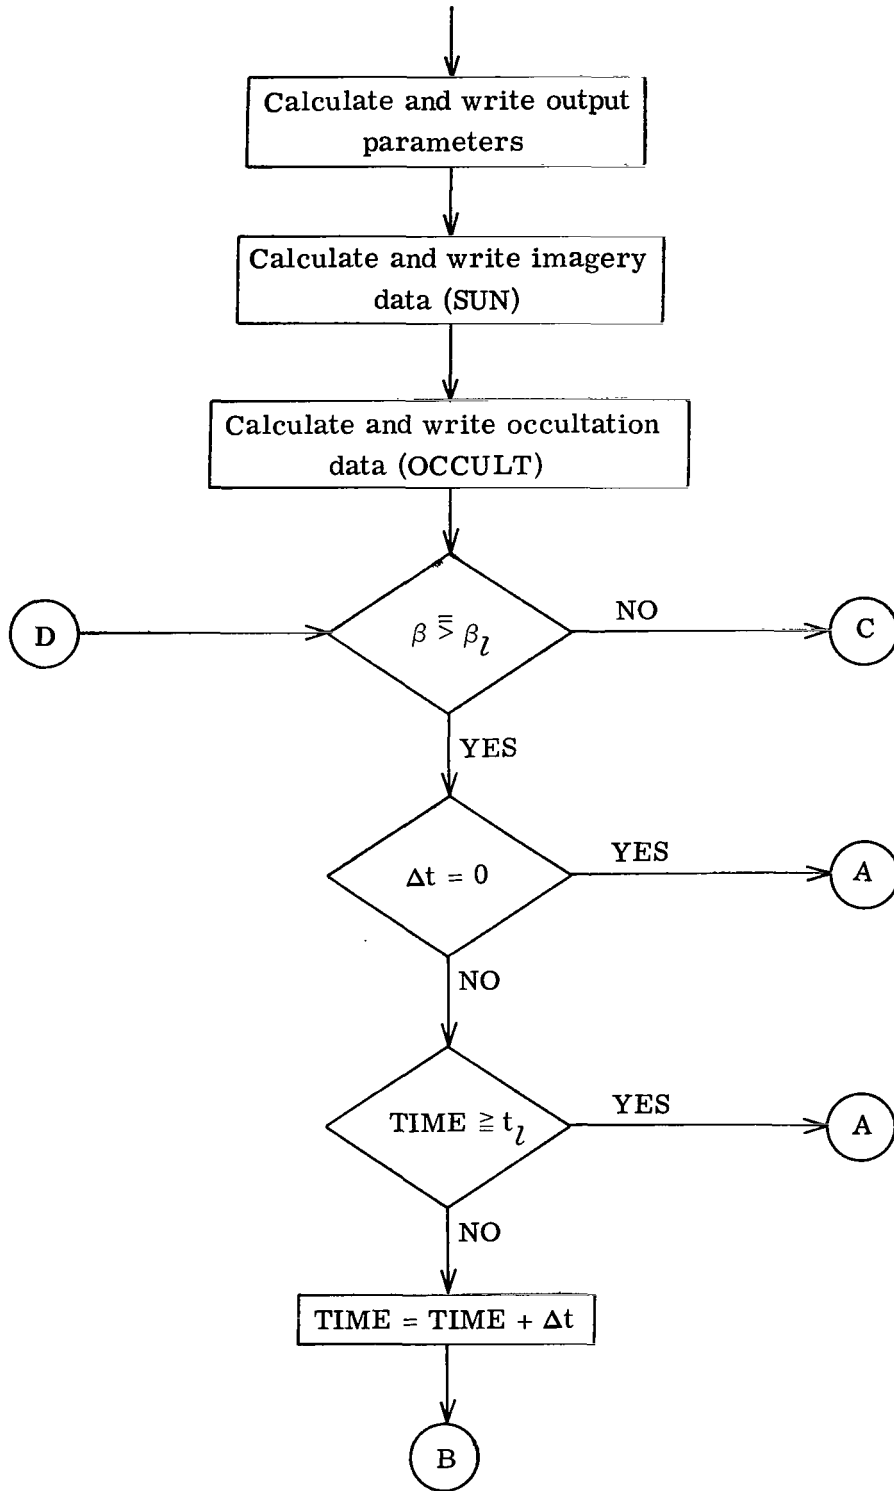 Calculate and write output
parameters
Calculate and write imagery
data (SUN)
Calculate and write occultation
data (OCCULT)
D
β ⋝ β_l
NO
C
YES
Δt = 0
YES
A
NO
TIME ≧ t_l
YES
A
NO
TIME = TIME + Δt
B